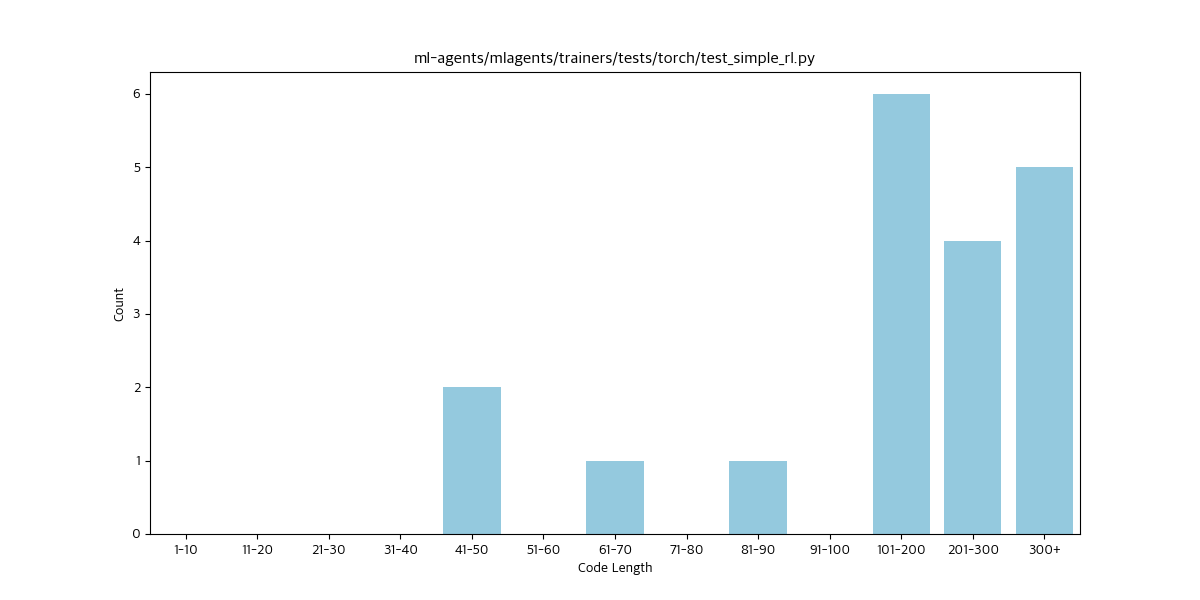 ml-agents/mlagents/trainers/tests/torch/test_simple_rl.py
6
5
4
3
2
1
0
Count
1-10 11-20 21-30 31-40 41-50 51-60 61-70 71-80 81-90 91-100 101-200 201-300 300+
Code Length